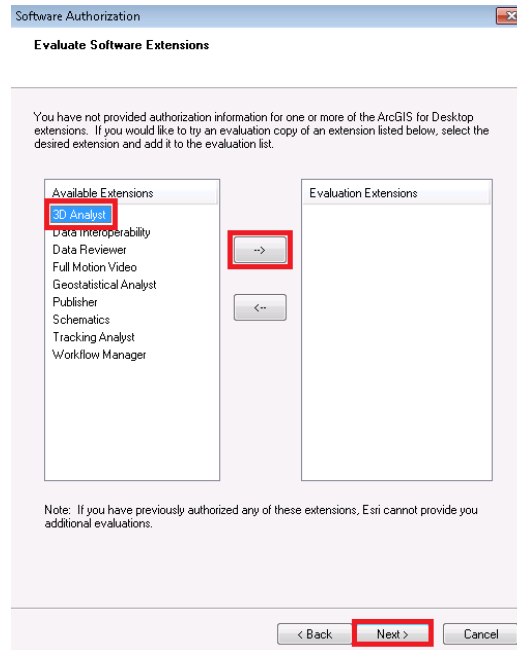 Software Authorization
Evaluate Software Extensions
You have not provided authorization information for one or more of the ArcGIS for Desktop
extensions. If you would like to try an evaluation copy of an extension listed below, select the
desired extension and add it to the evaluation list.
Available Extensions
3D Analyst
Data Interoperability
Data Reviewer
Full Motion Video
Geostatistical Analyst
Publisher
Schematics
Tracking Analyst
Workflow Manager
-->
<--
Evaluation Extensions
Note: If you have previously authorized any of these extensions, Esri cannot provide you
additional evaluations.
< Back
Next >
Cancel